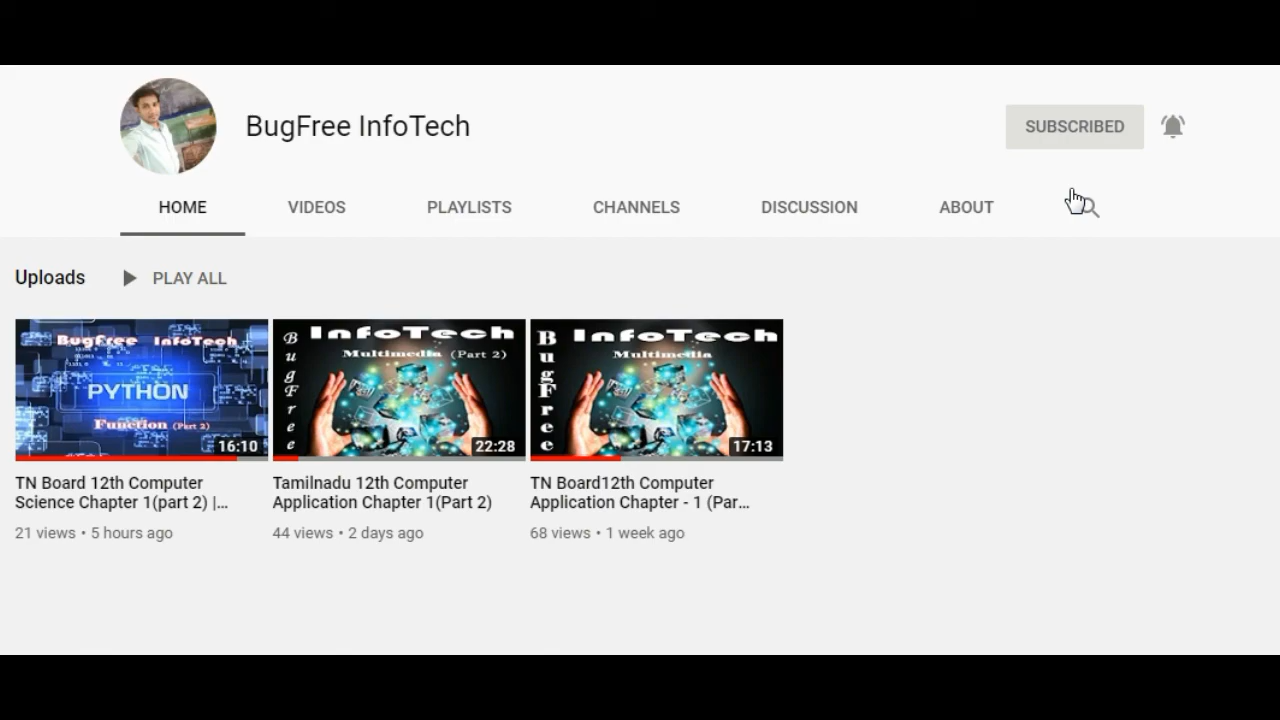 BugFree InfoTech
SUBSCRIBED
HOME VIDEOS PLAYLISTS CHANNELS DISCUSSION ABOUT
Uploads PLAY ALL
BugFree InfoTech
PYTHON
Function (Part 2)
16:10
BugFree
InfoTech
Multimedia (Part 2)
22:28
BugFree
InfoTech
Multimedia
17:13
TN Board 12th Computer
Science Chapter 1(part 2) |...
21 views • 5 hours ago
Tamilnadu 12th Computer
Application Chapter 1(Part 2)
44 views • 2 days ago
TN Board12th Computer
Application Chapter - 1 (Par...
68 views • 1 week ago